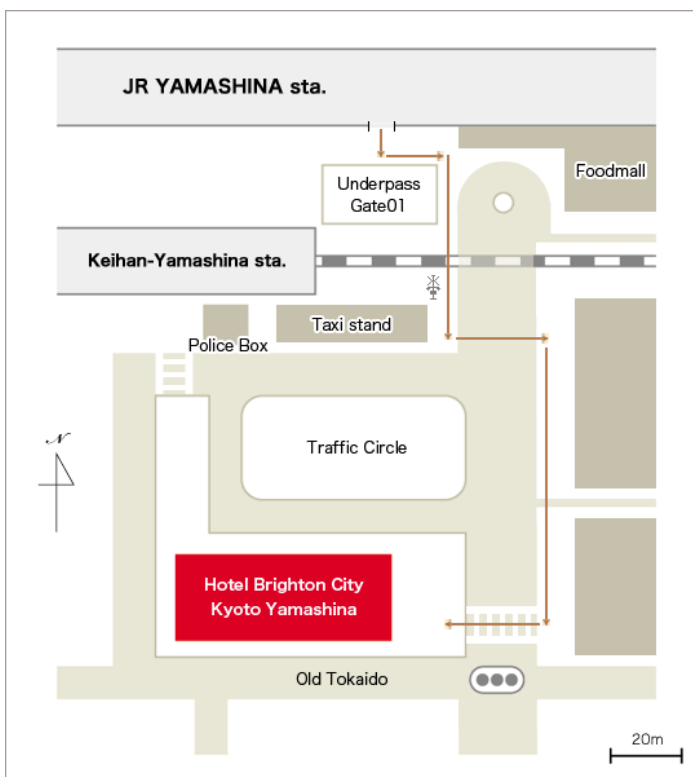 JR YAMASHINA sta.
Foodmall
Underpass
Gate01
Keihan-Yamashina sta.
Taxi stand
Police Box
Traffic Circle
N
Hotel Brighton City
Kyoto Yamashina
Old Tokaido
20m